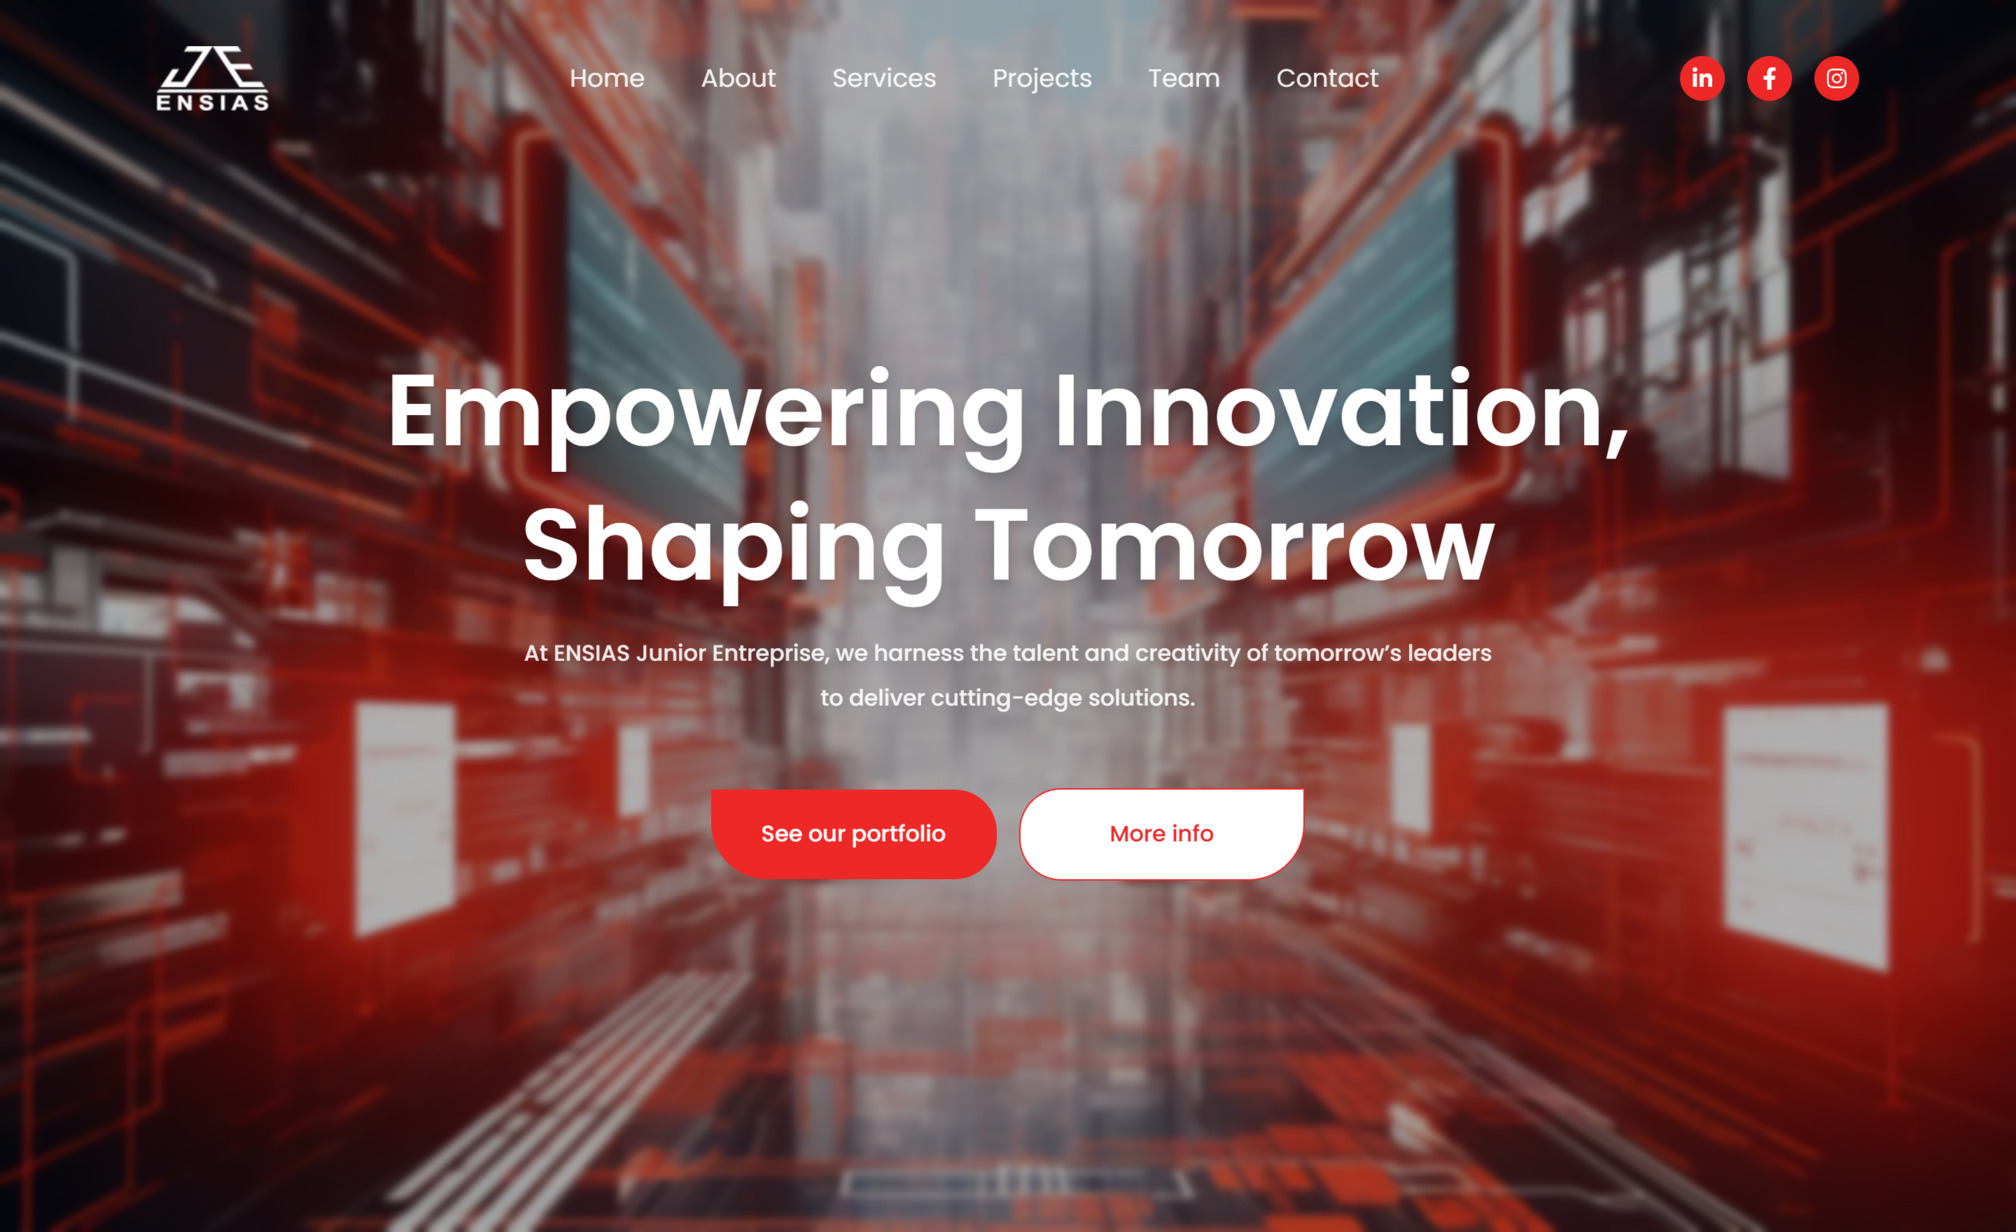 JE
ENSIAS
Home About Services Projects Team Contact
in f
Empowering Innovation,
Shaping Tomorrow
At ENSIAS Junior Entreprise, we harness the talent and creativity of tomorrow’s leaders
to deliver cutting-edge solutions.
See our portfolio More info